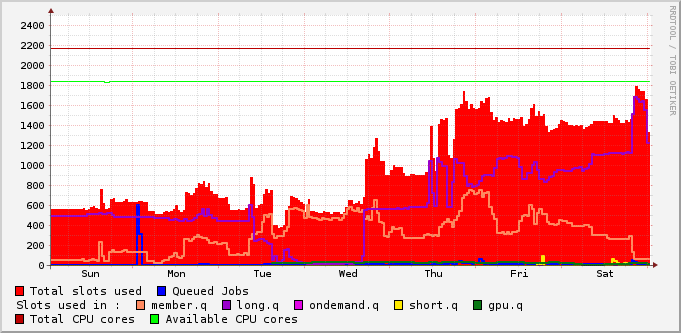 2400
2200
2000
1800
1600
1400
1200
1000
800
600
400
200
0
Sun Mon Tue Wed Thu Fri Sat
Total slots used Queued Jobs
Slots used in : member.q long.q ondemand.q short.q gpu.q
Total CPU cores Available CPU cores
RRDTOOL / TOBI OETIKER